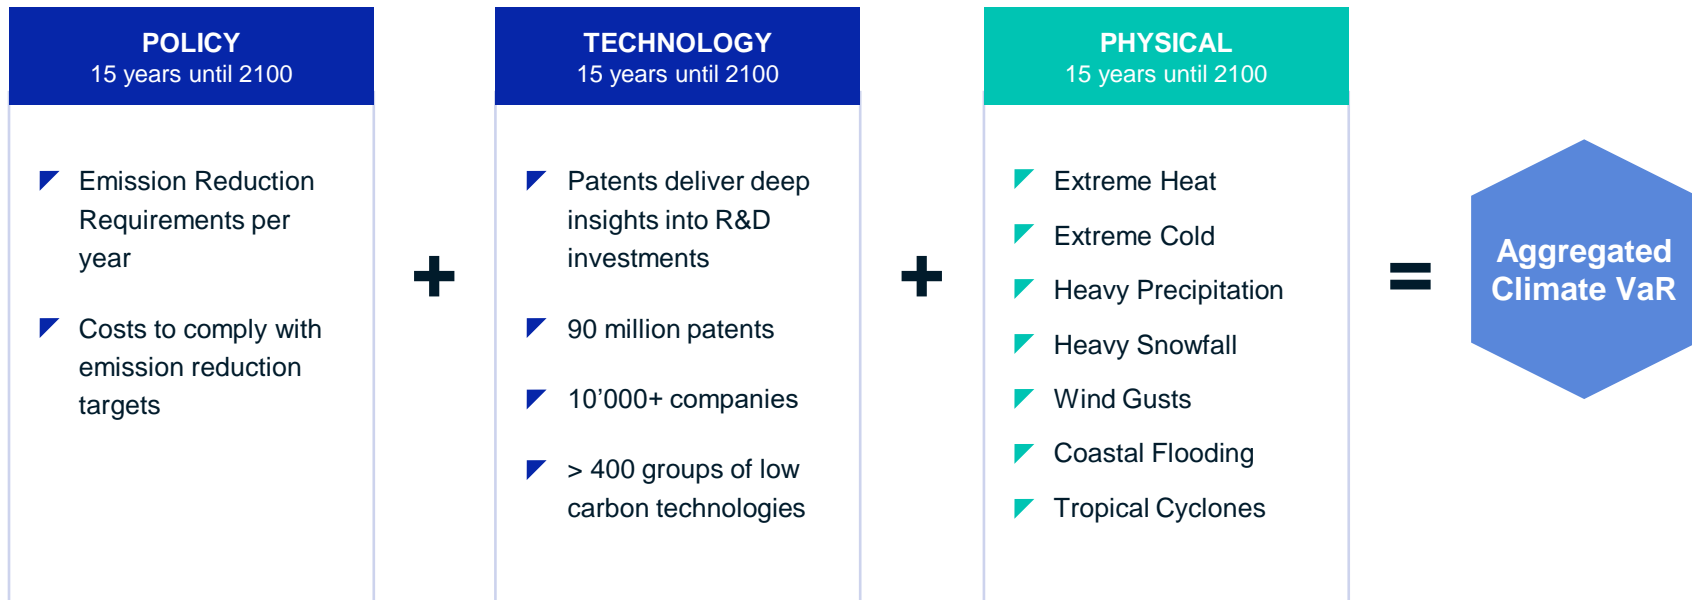 POLICY
15 years until 2100
Emission Reduction
Requirements per
year
Costs to comply with
emission reduction
targets
+
TECHNOLOGY
15 years until 2100
Patents deliver deep
insights into R&D
investments
90 million patents
10’000+ companies
> 400 groups of low
carbon technologies
+
PHYSICAL
15 years until 2100
Extreme Heat
Extreme Cold
Heavy Precipitation
Heavy Snowfall
Wind Gusts
Coastal Flooding
Tropical Cyclones
=
Aggregated
Climate VaR